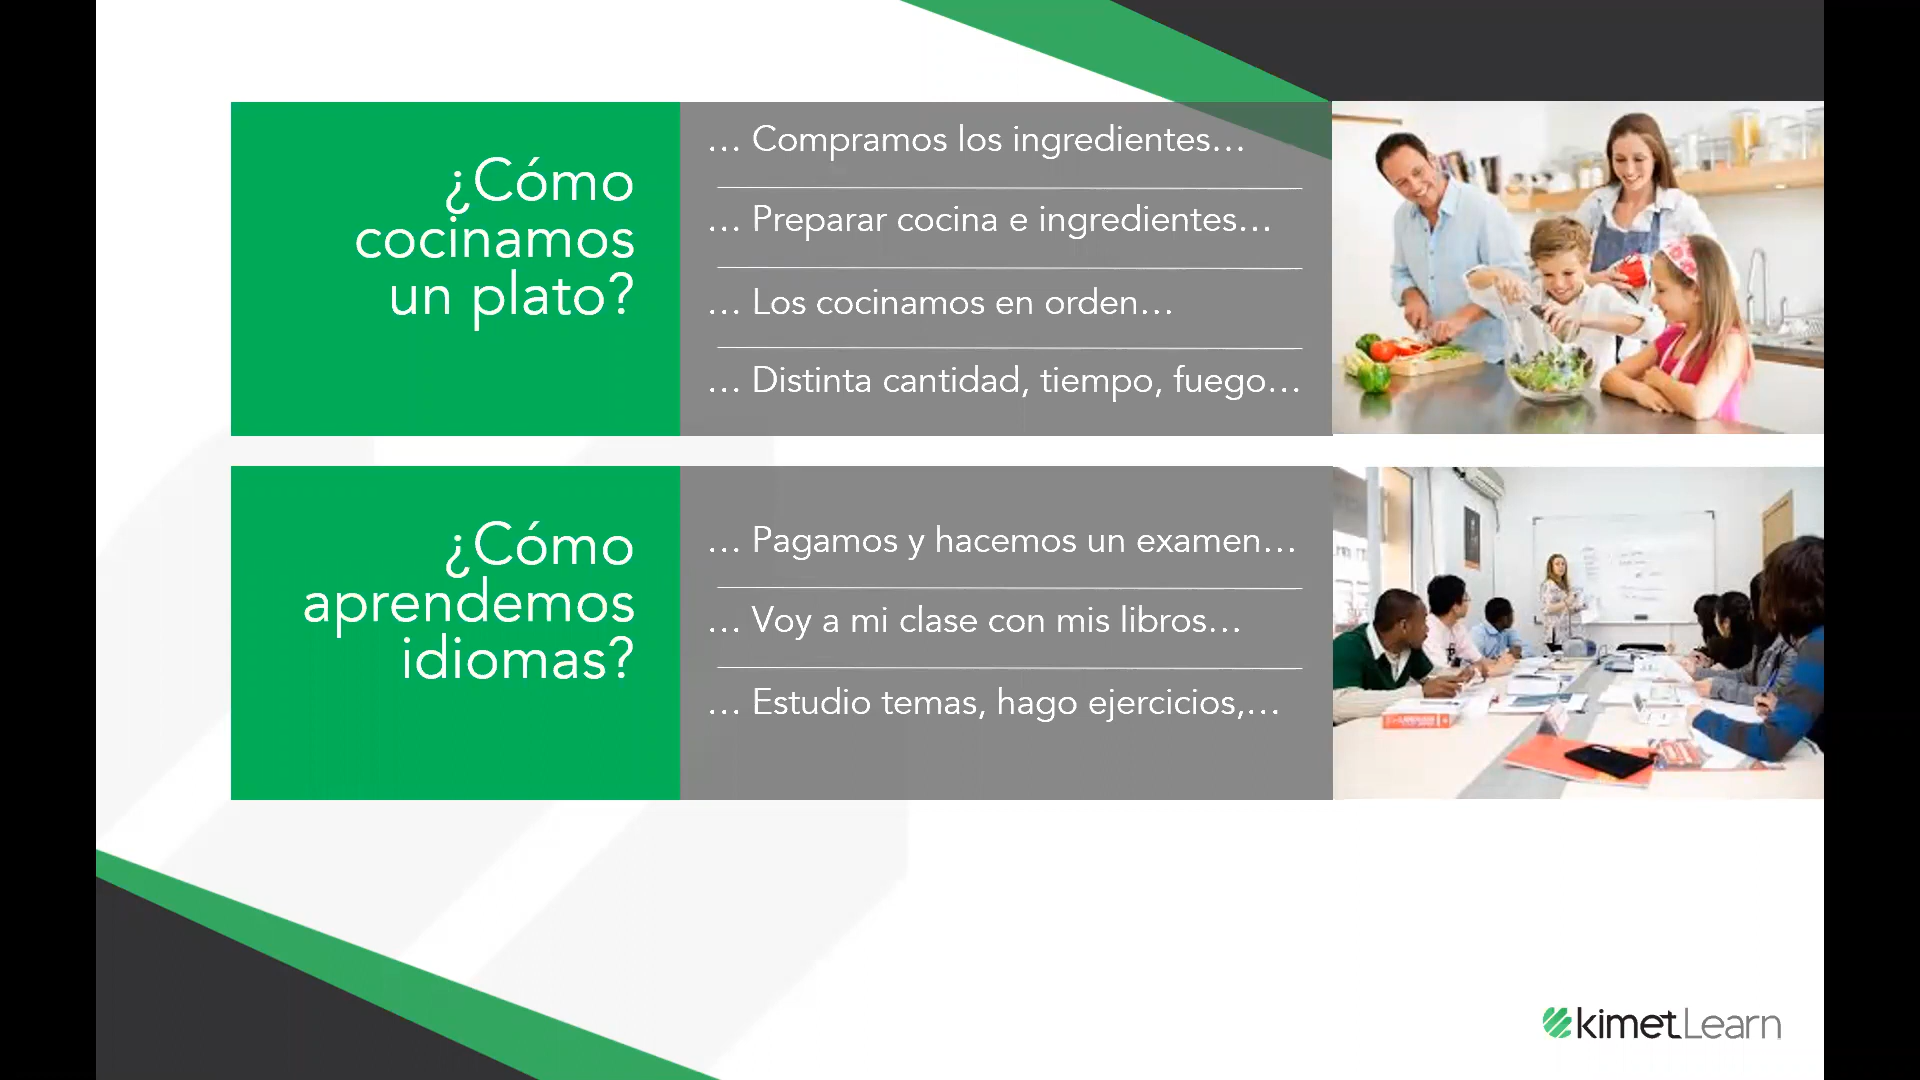 ¿Cómo
cocinamos
un plato?
... Compramos los ingredientes...
... Preparar cocina e ingredientes...
... Los cocinamos en orden...
... Distinta cantidad, tiempo, fuego...
¿Cómo
aprendemos
idiomas?
... Pagamos y hacemos un examen...
... Voy a mi clase con mis libros...
... Estudio temas, hago ejercicios,...
kimetLearn